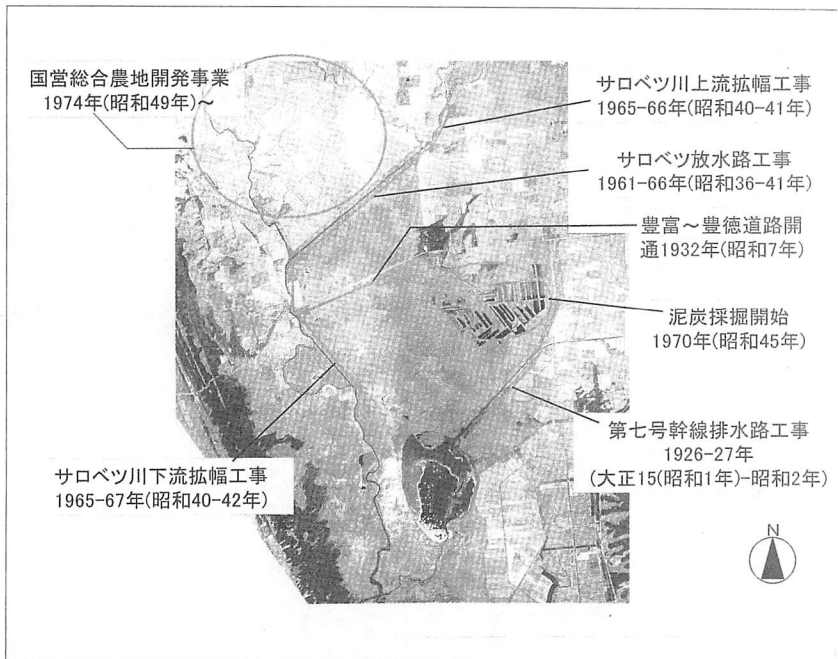 国営総合農地開発事業
1974年(昭和49年)～
サロベツ川上流拡幅工事
1965-66年(昭和40-41年)
サロベツ放水路工事
1961-66年(昭和36-41年)
豊富～豊徳道路開
通1932年(昭和7年)
泥炭採掘開始
1970年(昭和45年)
第七号幹線排水路工事
1926-27年
(大正15(昭和1年)-昭和2年)
サロベツ川下流拡幅工事
1965-67年(昭和40-42年)
N